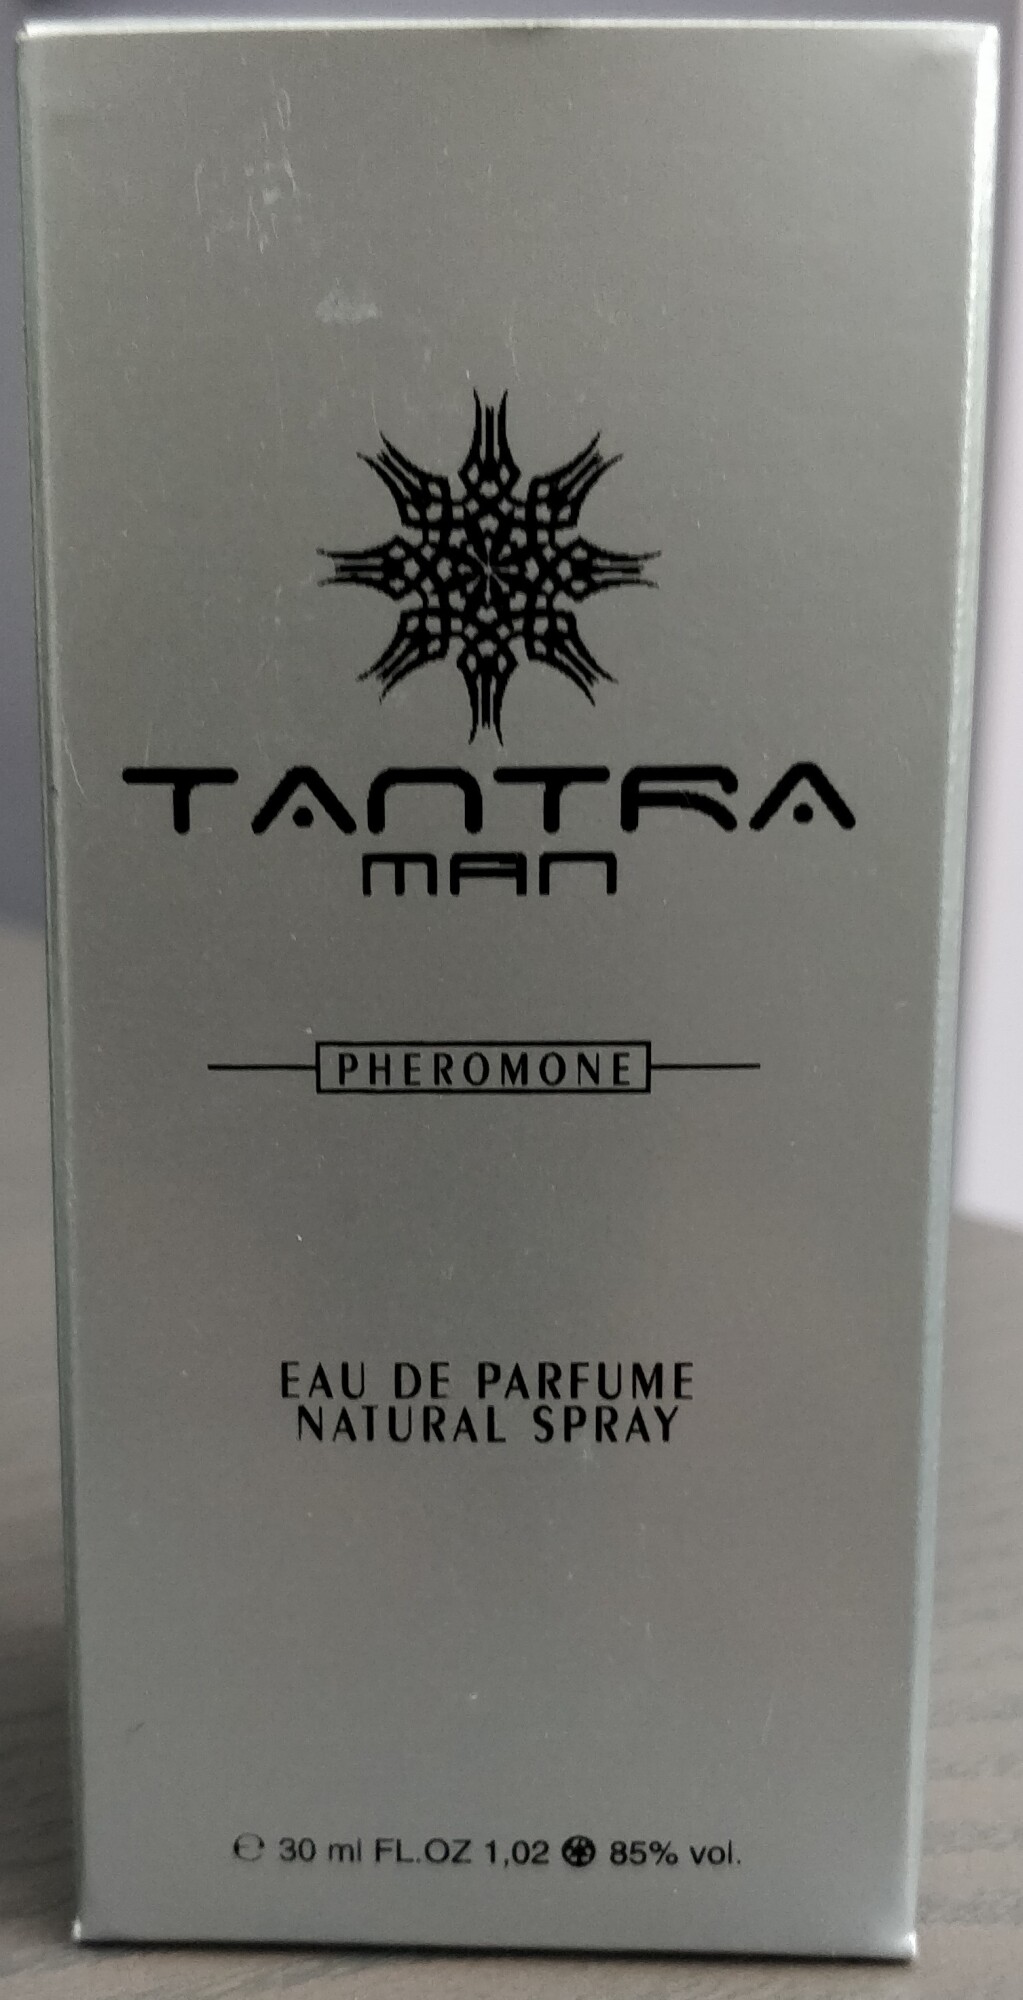 TANTRA
MAN
PHEROMONE
EAU DE PARFUME
NATURAL SPRAY
℮ 30 ml FL.OZ 1,02 85% vol.